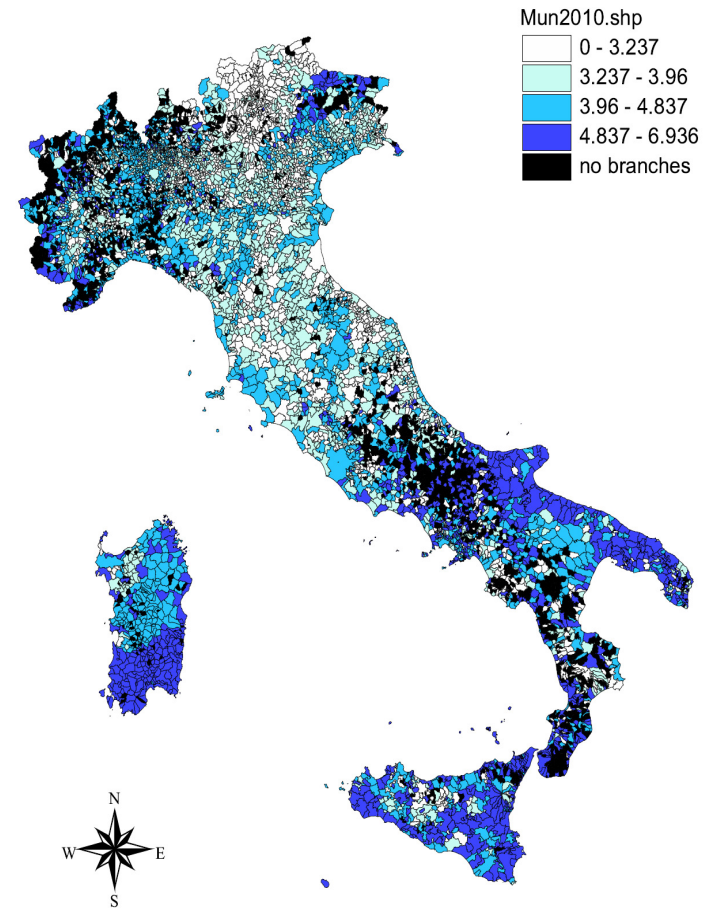 Mun2010.shp
0 - 3.237
3.237 - 3.96
3.96 - 4.837
4.837 - 6.936
no branches
N
W E
S